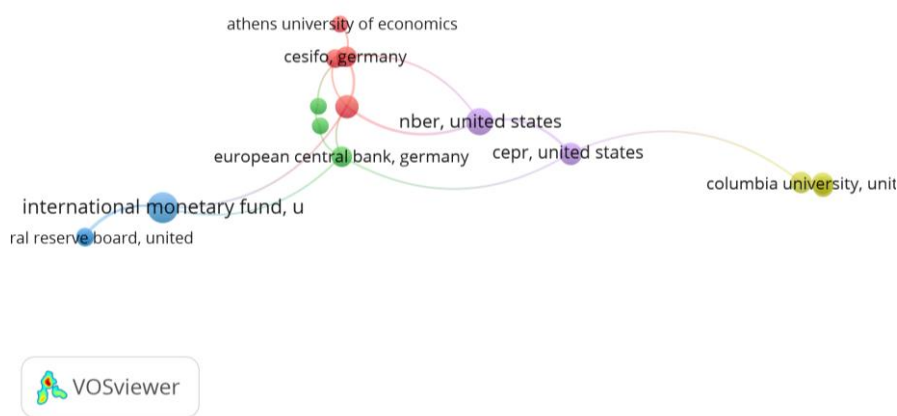 athens university of economics
cesifo, germany
nber, united states
european central bank, germany
cepr, united states
columbia university, unit
international monetary fund, u
ral reserve board, united
VOSviewer